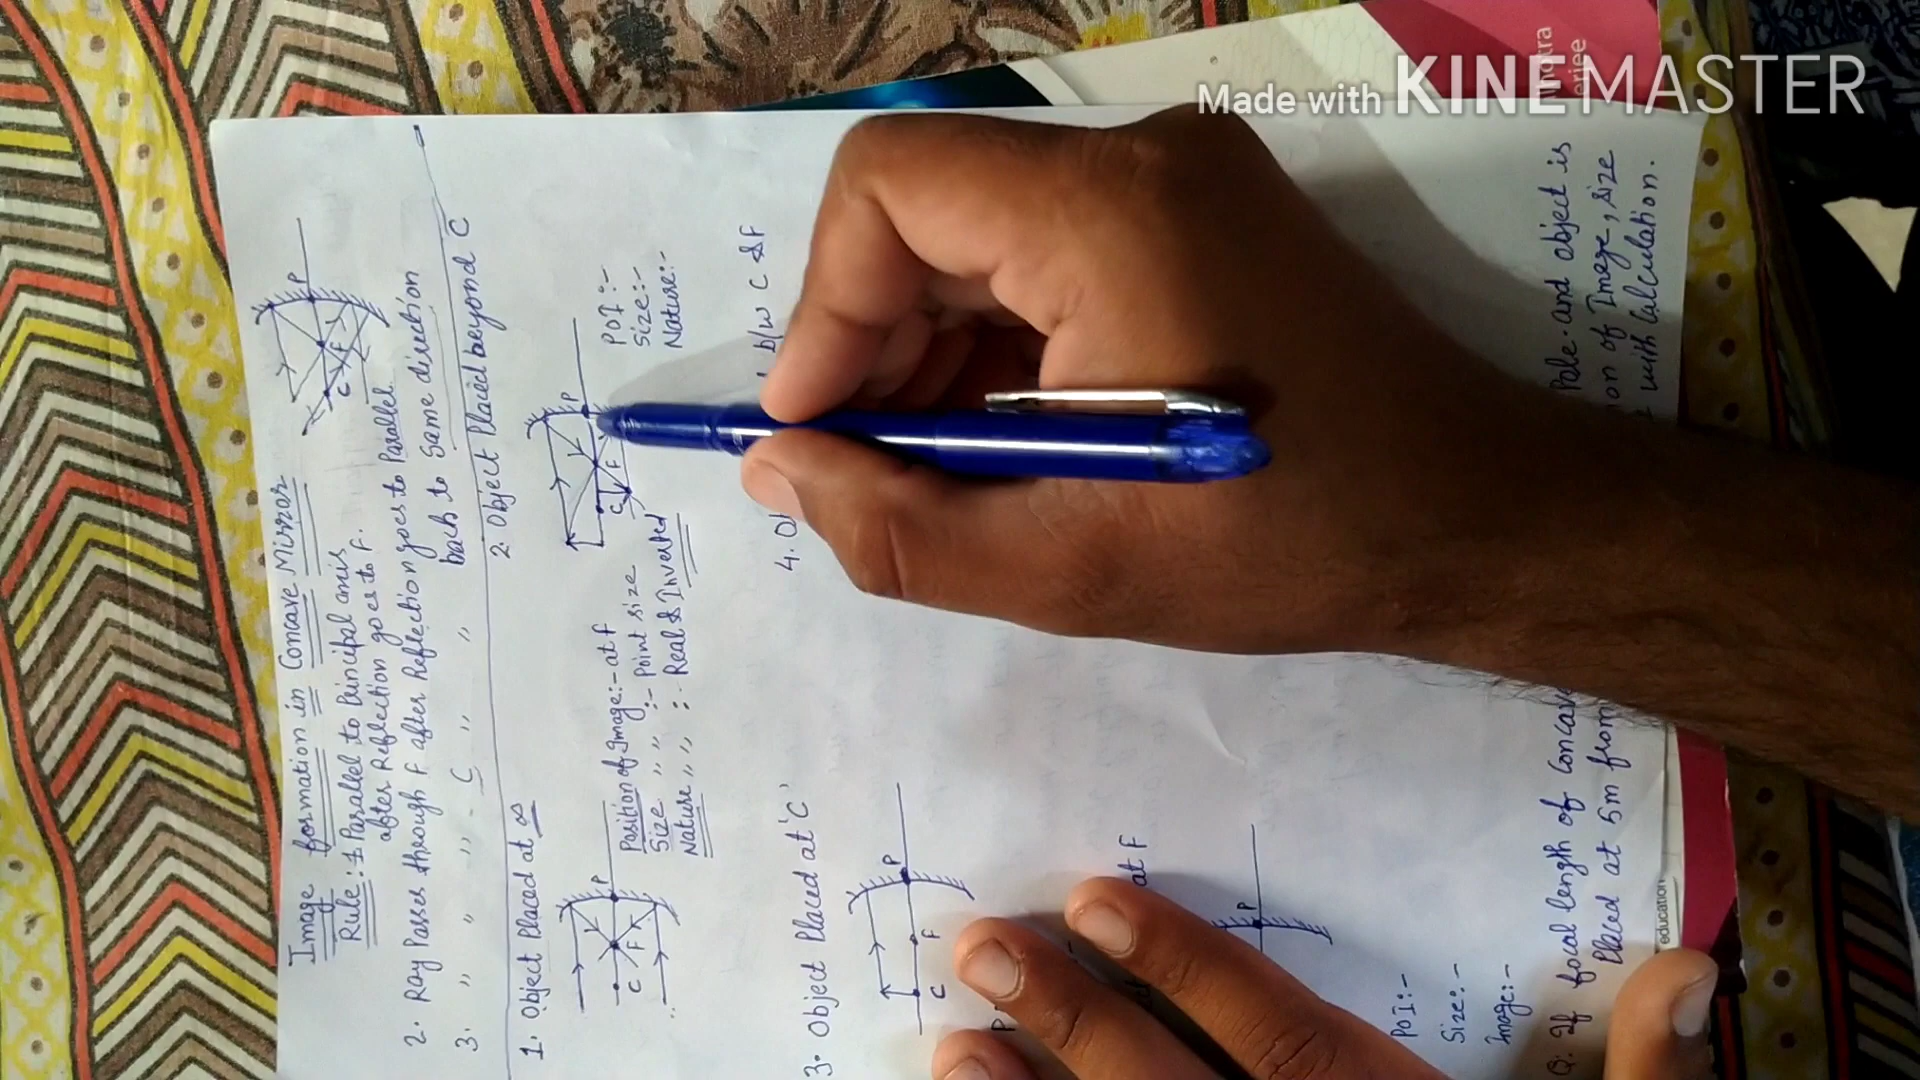 Image formation in Concave Mirror
Rule: 1 Parallel to Principal axis
after Reflection goes to F.
2. Ray Passes through F after Reflection goes to Parallel.
3. " " " C " " back to Same direction
C F P
1. Object Placed at ∞
C F P
Position of Image:- at F
Size " " :- Point size
Nature " " :- Real & Inverted
2. Object Placed beyond C
C F P
POI:-
Size:-
Nature:-
3. Object Placed at 'C'
C F P
4. Ob
b/w C & F
at F
P
POI:-
Size:-
Image:-
Q: If focal length of Concave
Pole and object is
Placed at 5m from
of Image, size
with Calculation.
education
Made with KINEMASTER